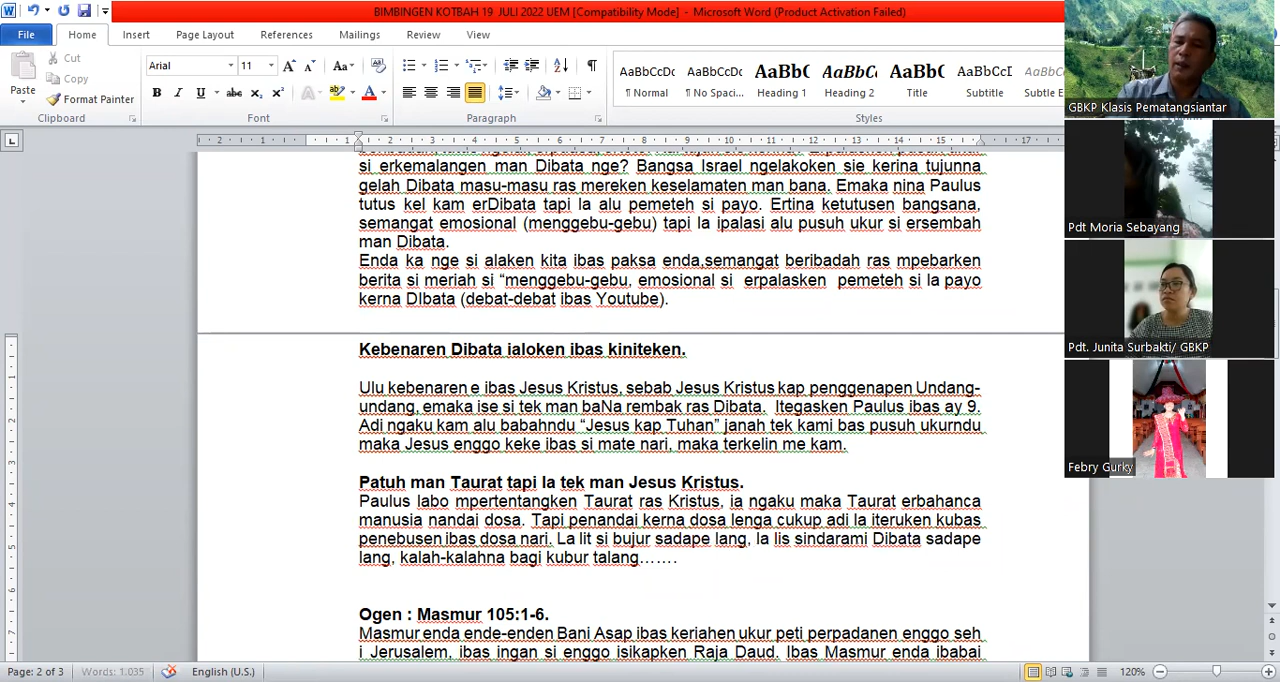 BIMBINGEN KOTBAH 19 JULI 2022 UEM [Compatibility Mode] - Microsoft Word (Product Activation Failed)
File Home Insert Page Layout References Mailings Review View
Paste
Cut
Copy
Format Painter
Clipboard
Arial 11
Font
Paragraph
AaBbCcDc AaBbCcDc AaBbC AaBbCc AaBbC AaBbCcD AaBbCcD
¶ Normal ¶ No Spaci... Heading 1 Heading 2 Title Subtitle Subtle E
Styles
si erkemalangen man Dibata nge? Bangsa Israel ngelakoken sie kerina tujunna
gelah Dibata masu-masu ras mereken keselamaten man bana. Emaka nina Paulus
tutus kel kam erDibata tapi la alu pemeteh si payo. Ertina ketutusen bangsana,
semangat emosional (menggebu-gebu) tapi la ipalasi alu pusuh ukur si ersembah
man Dibata.
Enda ka nge si alaken kita ibas paksa enda,semangat beribadah ras mpebarken
berita si meriah si “menggebu-gebu, emosional si erpalasken pemeteh si la payo
kerna DIbata (debat-debat ibas Youtube).
Kebenaren Dibata ialoken ibas kiniteken.
Ulu kebenaren e ibas Jesus Kristus, sebab Jesus Kristus kap penggenapen Undang-
undang, emaka ise si tek man baNa rembak ras Dibata. Itegasken Paulus ibas ay 9.
Adi ngaku kam alu babahndu “Jesus kap Tuhan” janah tek kami bas pusuh ukurndu
maka Jesus enggo keke ibas si mate nari, maka terkelin me kam.
Patuh man Taurat tapi la tek man Jesus Kristus.
Paulus labo mpertentangken Taurat ras Kristus, ia ngaku maka Taurat erbahanca
manusia nandai dosa. Tapi penandai kerna dosa lenga cukup adi la iteruken kubas
penebusen ibas dosa nari. La lit si bujur sadape lang, la lis sindarami Dibata sadape
lang, kalah-kalahna bagi kubur talang…….
Ogen : Masmur 105:1-6.
Masmur enda ende-enden Bani Asap ibas keriahen ukur peti perpadanen enggo seh
i Jerusalem, ibas ingan si enggo isikapken Raja Daud. Ibas Masmur enda ibabai
GBKP Klasis Pematangsiantar
Pdt Moria Sebayang
Pdt. Junita Surbakti/ GBKP
Febry Gurky
Page: 2 of 3 Words: 1.035 English (U.S.) 120%